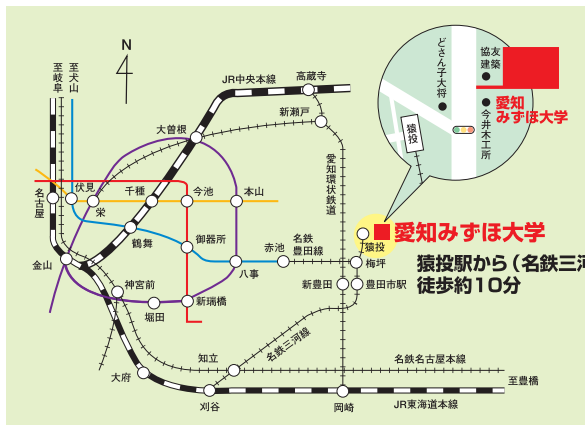 N
至岐阜
至犬山
JR中央本線
高蔵寺
新瀬戸
大曽根
愛知環状鉄道
どさん子大将
協友
建築
愛知
みずほ大学
今井木工所
猿投
名古屋
伏見
栄
千種
今池
本山
鶴舞
御器所
赤池
名鉄
豊田線
八事
金山
神宮前
堀田
新瑞橋
猿投
梅坪
愛知みずほ大学
猿投駅から(名鉄三河
徒歩約10分
新豊田
豊田市駅
知立
名鉄三河線
名鉄名古屋本線
大府
刈谷
岡崎
至豊橋
JR東海道本線